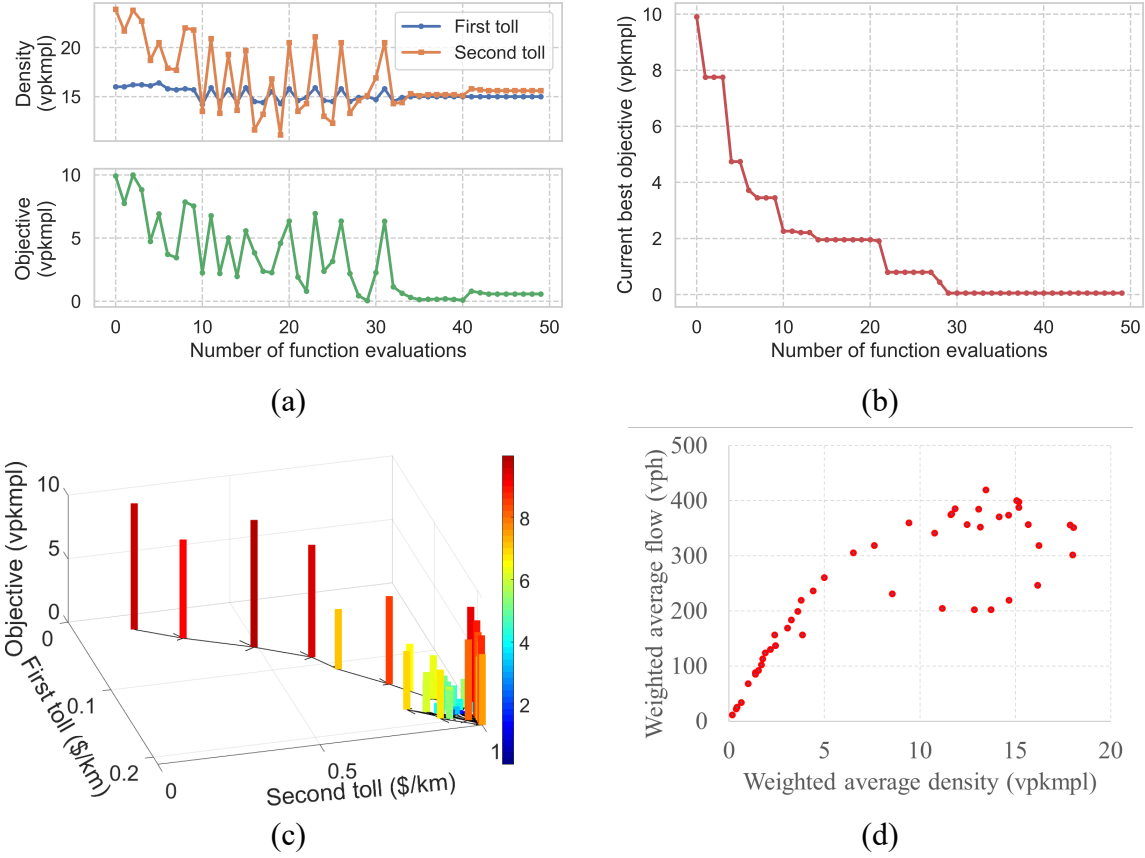 First toll
Second toll
Density
(vpkmpl)
20
15
Objective
(vpkmpl)
10
5
0
0 10 20 30 40 50
Number of function evaluations
(a)
Current best objective (vpkmpl)
10
8
6
4
2
0
0 10 20 30 40 50
Number of function evaluations
(b)
Objective (vpkmpl)
10
5
0
0
0.1
0.2
First toll ($/km)
0
0.5
1
Second toll ($/km)
8
6
4
2
(c)
Weighted average flow (vph)
500
400
300
200
100
0
0 5 10 15 20
Weighted average density (vpkmpl)
(d)